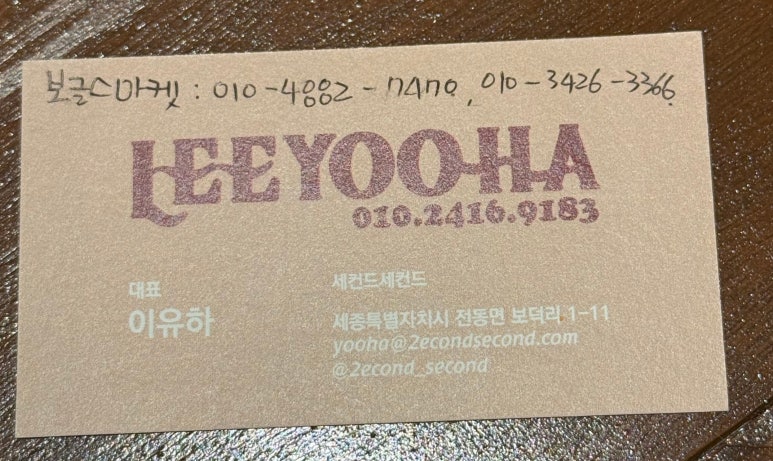 보글스마켓 : 010-4882- , 010-3426-3366
LEEYOOHA
010.2416.9183
대표
이유하
세컨드세컨드
세종특별자치시 전동면 보덕리 1-11
yooha@2econdsecond.com
@2econd_second